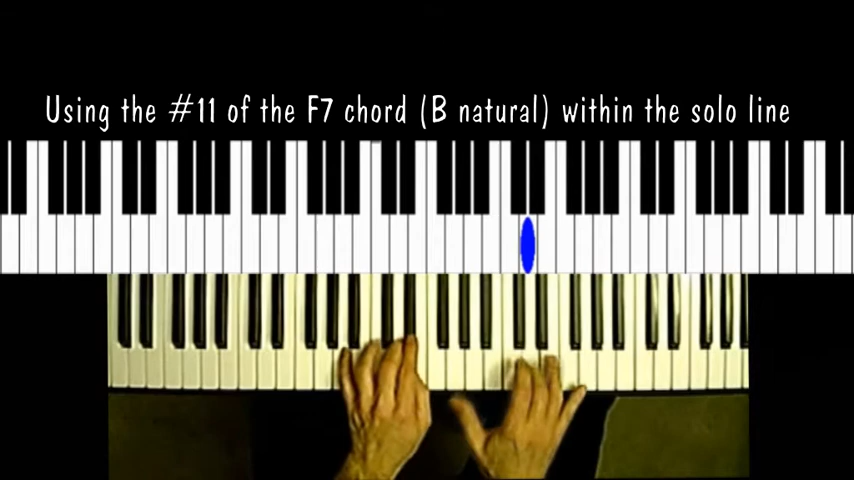 Using the #11 of the F7 chord (B natural) within the solo line